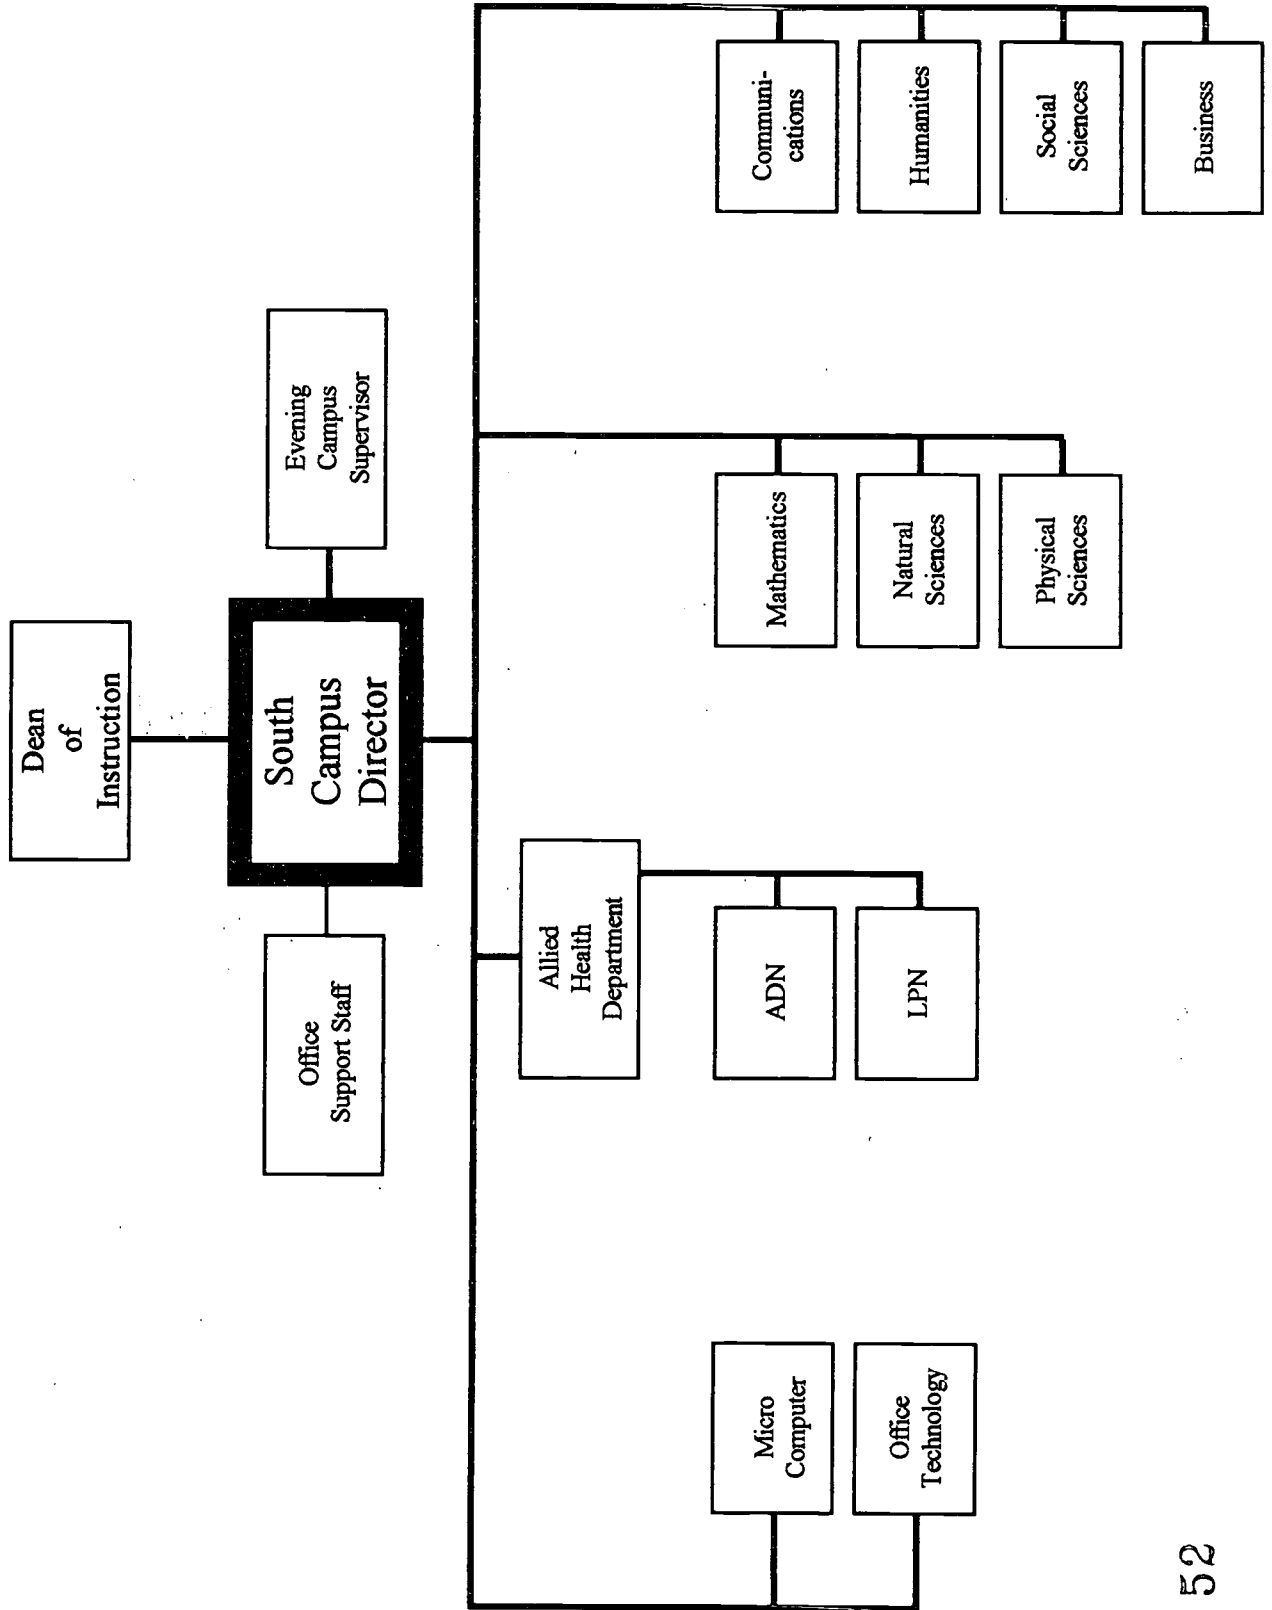 Dean
of
Instruction
Office
Support Staff
South
Campus
Director
Evening
Campus
Supervisor
Allied
Health
Department
Micro
Computer
Office
Technology
ADN
LPN
Mathematics
Natural
Sciences
Physical
Sciences
Communi-
cations
Humanities
Social
Sciences
Business
52